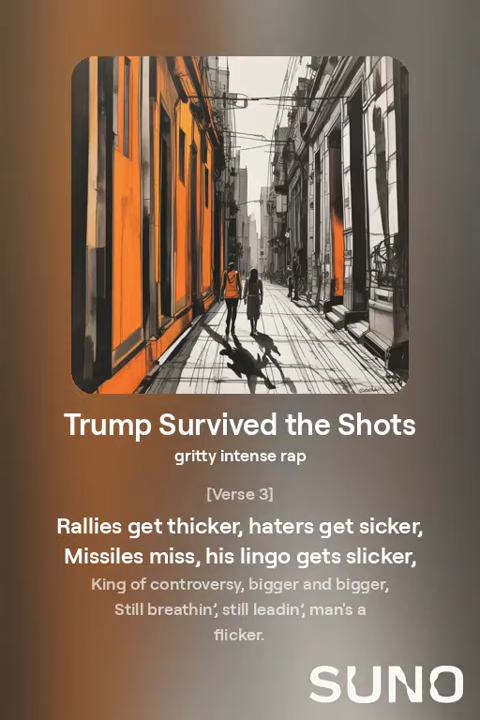 Trump Survived the Shots
gritty intense rap
[Verse 3]
Rallies get thicker, haters get sicker,
Missiles miss, his lingo gets slicker,
King of controversy, bigger and bigger,
Still breathin', still leadin', man's a
flicker.
SUNO